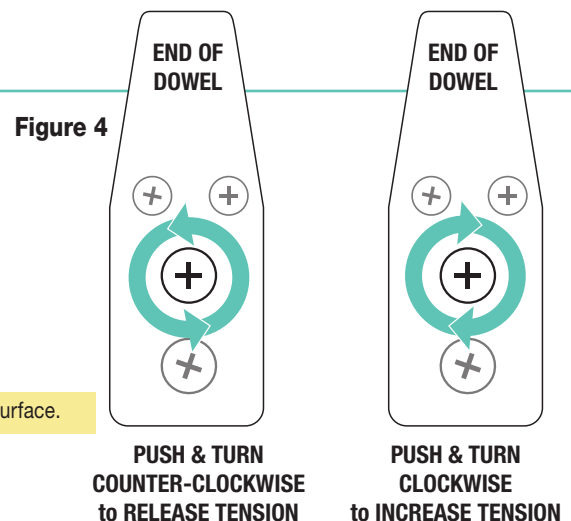 END OF
DOWEL
END OF
DOWEL
Figure 4
urface.
PUSH & TURN
COUNTER-CLOCKWISE
to RELEASE TENSION
PUSH & TURN
CLOCKWISE
to INCREASE TENSION